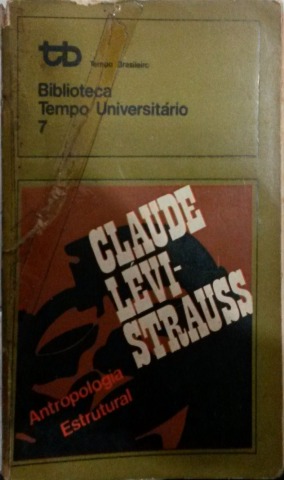 tb Tempo Brasileiro
Biblioteca
Tempo Universitário
7
CLAUDE
LÉVI-
STRAUSS
Antropologia
Estrutural